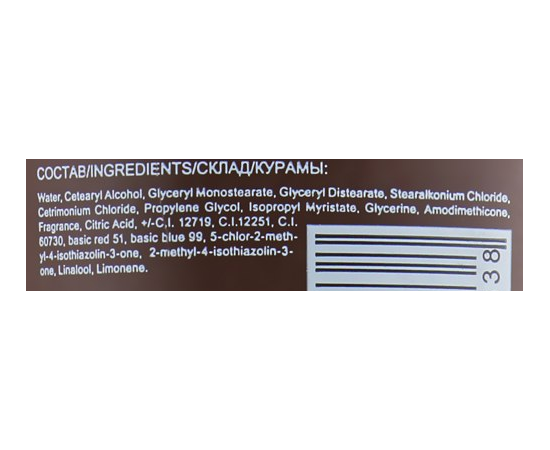 СОСТАВ/INGREDIENTS/СКЛАД/КУРАМЫ:
Water, Cetearyl Alcohol, Glyceryl Monostearate, Glyceryl Distearate, Stearalkonium Chloride,
Cetrimonium Chloride, Propylene Glycol, Isopropyl Myristate, Glycerine, Amodimethicone,
Fragrance, Citric Acid, +/-C,I. 12719, C.I.12251, C.I.
60730, basic red 51, basic blue 99, 5-chlor-2-meth-
yl-4-isothiazolin-3-one, 2-methyl-4-isothiazolin-3-
one, Linalool, Limonene.
38